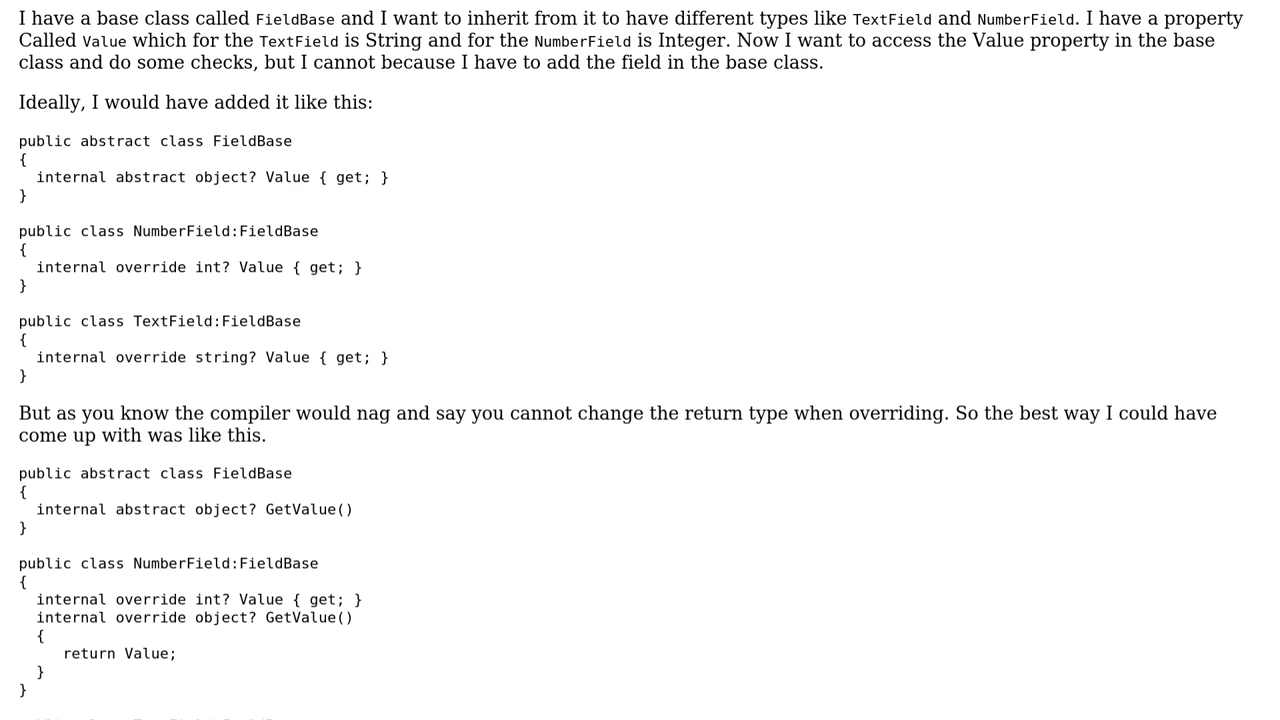 I have a base class called FieldBase and I want to inherit from it to have different types like TextField and NumberField. I have a property
Called Value which for the TextField is String and for the NumberField is Integer. Now I want to access the Value property in the base
class and do some checks, but I cannot because I have to add the field in the base class.
Ideally, I would have added it like this:
public abstract class FieldBase
{
  internal abstract object? Value { get; }
}
public class NumberField:FieldBase
{
  internal override int? Value { get; }
}
public class TextField:FieldBase
{
  internal override string? Value { get; }
}
But as you know the compiler would nag and say you cannot change the return type when overriding. So the best way I could have
come up with was like this.
public abstract class FieldBase
{
  internal abstract object? GetValue()
}
public class NumberField:FieldBase
{
  internal override int? Value { get; }
  internal override object? GetValue()
  {
     return Value;
  }
}